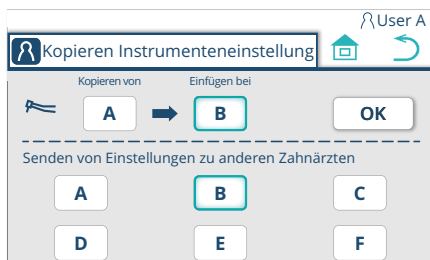 User A
Kopieren Instrumenteneinstellung
Kopieren von Einfügen bei
A B OK
Senden von Einstellungen zu anderen Zahnärzten
A B C
D E F